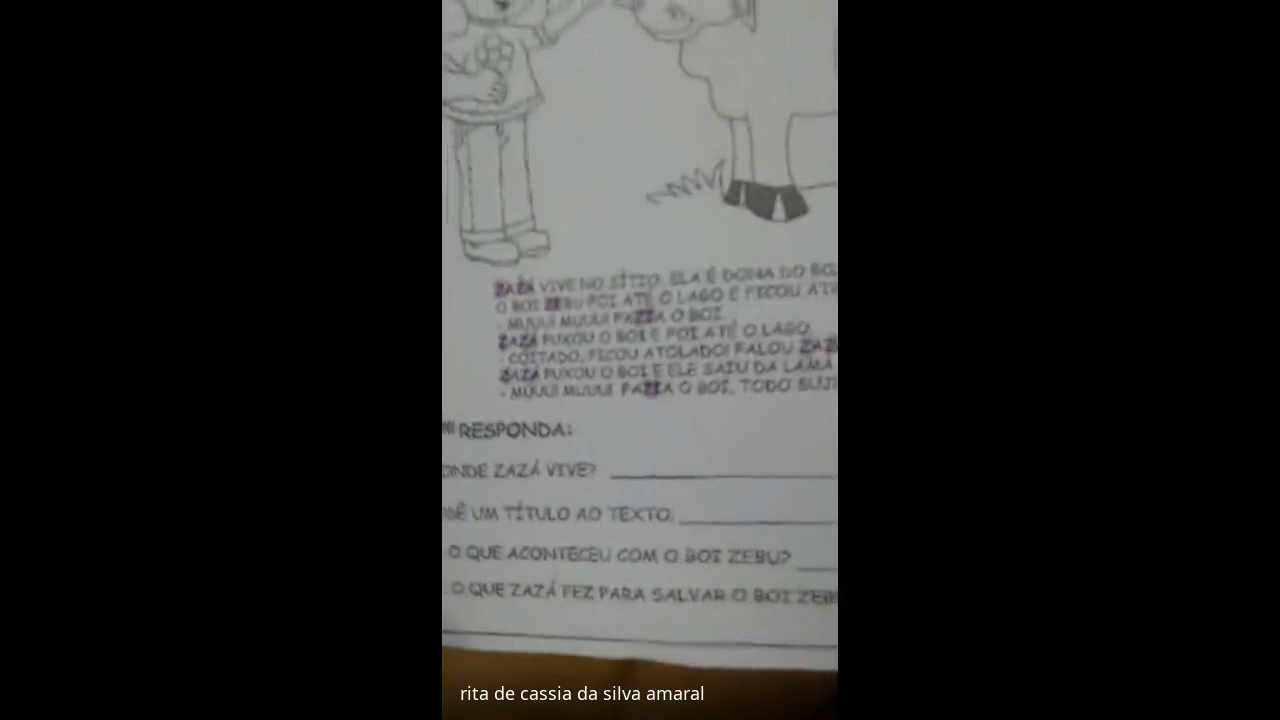 ZAZÁ VIVE NO SÍTIO. ELA É DONA DO BOI
O BOI ZEBU FOI ATÉ O LAGO E FICOU
- MUUU! MUUU! FAZIA O BOI.
ZAZÁ PUXOU O BOI E FOI ATÉ O LAGO
- COITADO, FICOU ATOLADO! FALOU ZAZÁ
ZAZÁ PUXOU O BOI E ELE SAIU DA LAMA
- MUUU! MUUU! FAZIA O BOI, TODO
RESPONDA:
ONDE ZAZÁ VIVE?
DÊ UM TÍTULO AO TEXTO:
O QUE ACONTECEU COM O BOI ZEBU?
O QUE ZAZÁ FEZ PARA SALVAR O BOI ZEB
rita de cassia da silva amaral